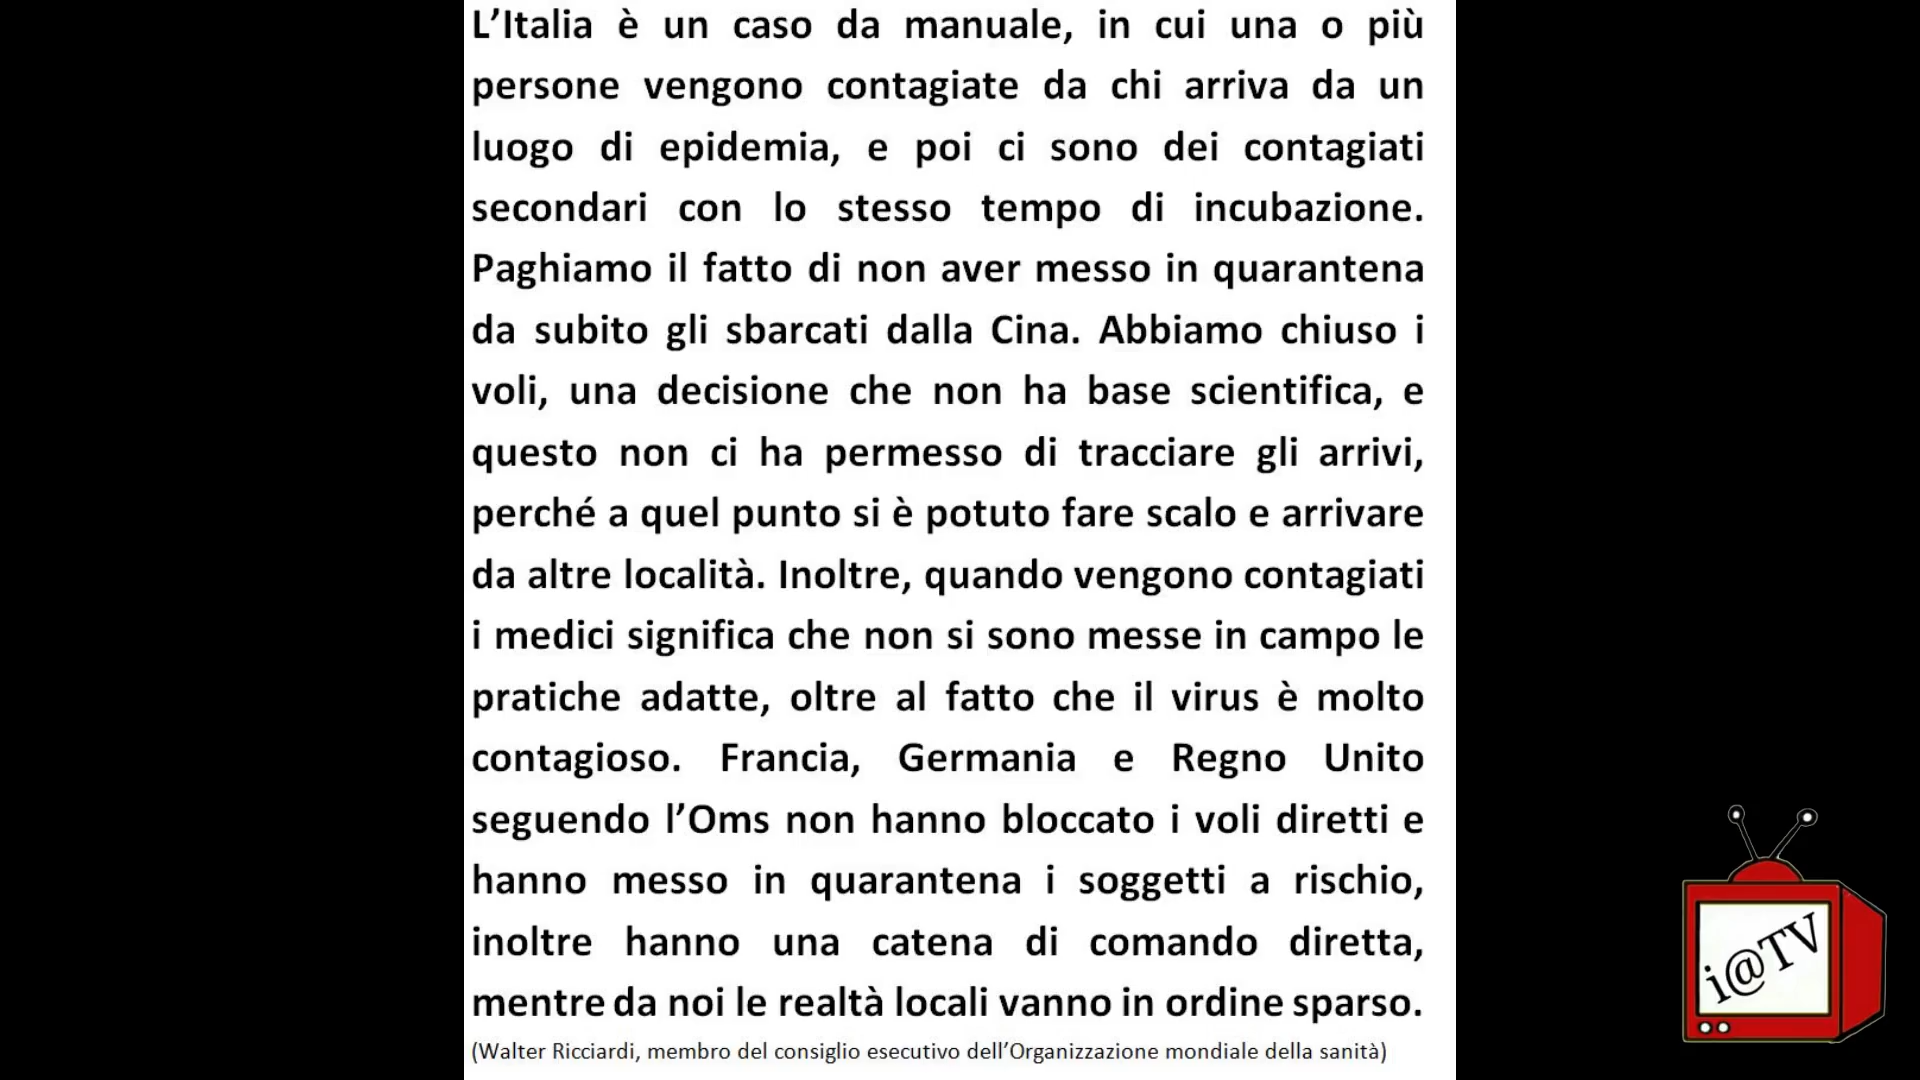 L’Italia è un caso da manuale, in cui una o più
persone vengono contagiate da chi arriva da un
luogo di epidemia, e poi ci sono dei contagiati
secondari con lo stesso tempo di incubazione.
Paghiamo il fatto di non aver messo in quarantena
da subito gli sbarcati dalla Cina. Abbiamo chiuso i
voli, una decisione che non ha base scientifica, e
questo non ci ha permesso di tracciare gli arrivi,
perché a quel punto si è potuto fare scalo e arrivare
da altre località. Inoltre, quando vengono contagiati
i medici significa che non si sono messe in campo le
pratiche adatte, oltre al fatto che il virus è molto
contagioso. Francia, Germania e Regno Unito
seguendo l’Oms non hanno bloccato i voli diretti e
hanno messo in quarantena i soggetti a rischio,
inoltre hanno una catena di comando diretta,
mentre da noi le realtà locali vanno in ordine sparso.
(Walter Ricciardi, membro del consiglio esecutivo dell’Organizzazione mondiale della sanità)
i@TV